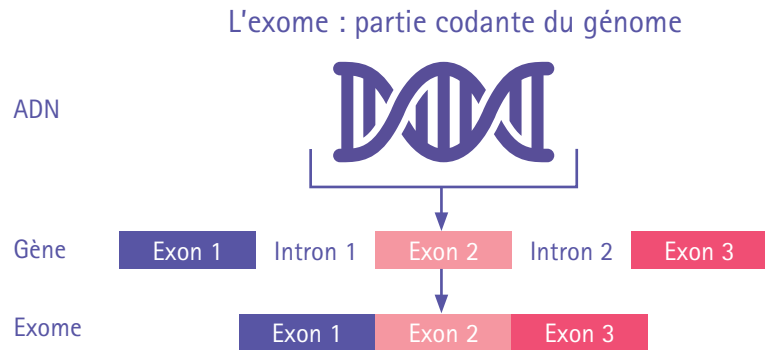 L'exome : partie codante du génome
ADN
Gène Exon 1 Intron 1 Exon 2 Intron 2 Exon 3
Exome Exon 1 Exon 2 Exon 3